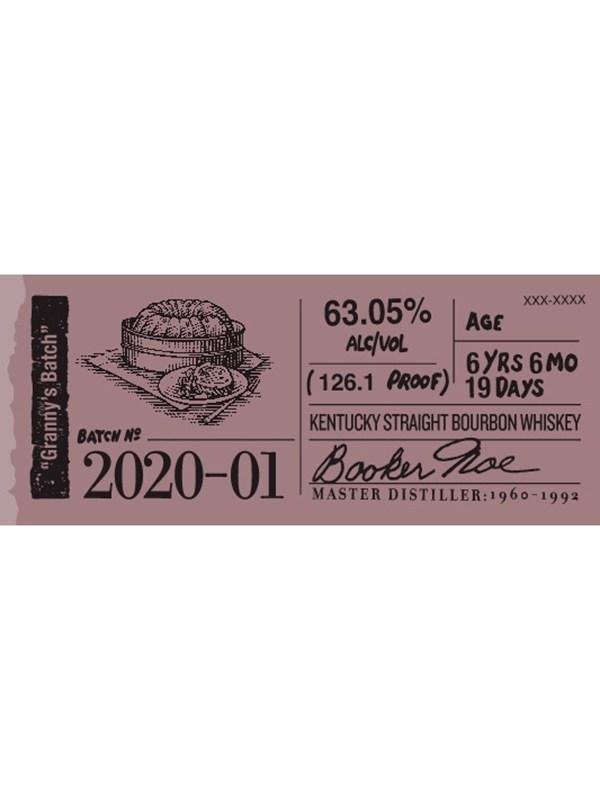 "Granny's Batch"
BATCH Nº
2020-01
63.05%
ALC/VOL
(126.1 PROOF)
XXX-XXXX
AGE
6 YRS 6 MO
19 DAYS
KENTUCKY STRAIGHT BOURBON WHISKEY
Booker Noe
MASTER DISTILLER: 1960-1992